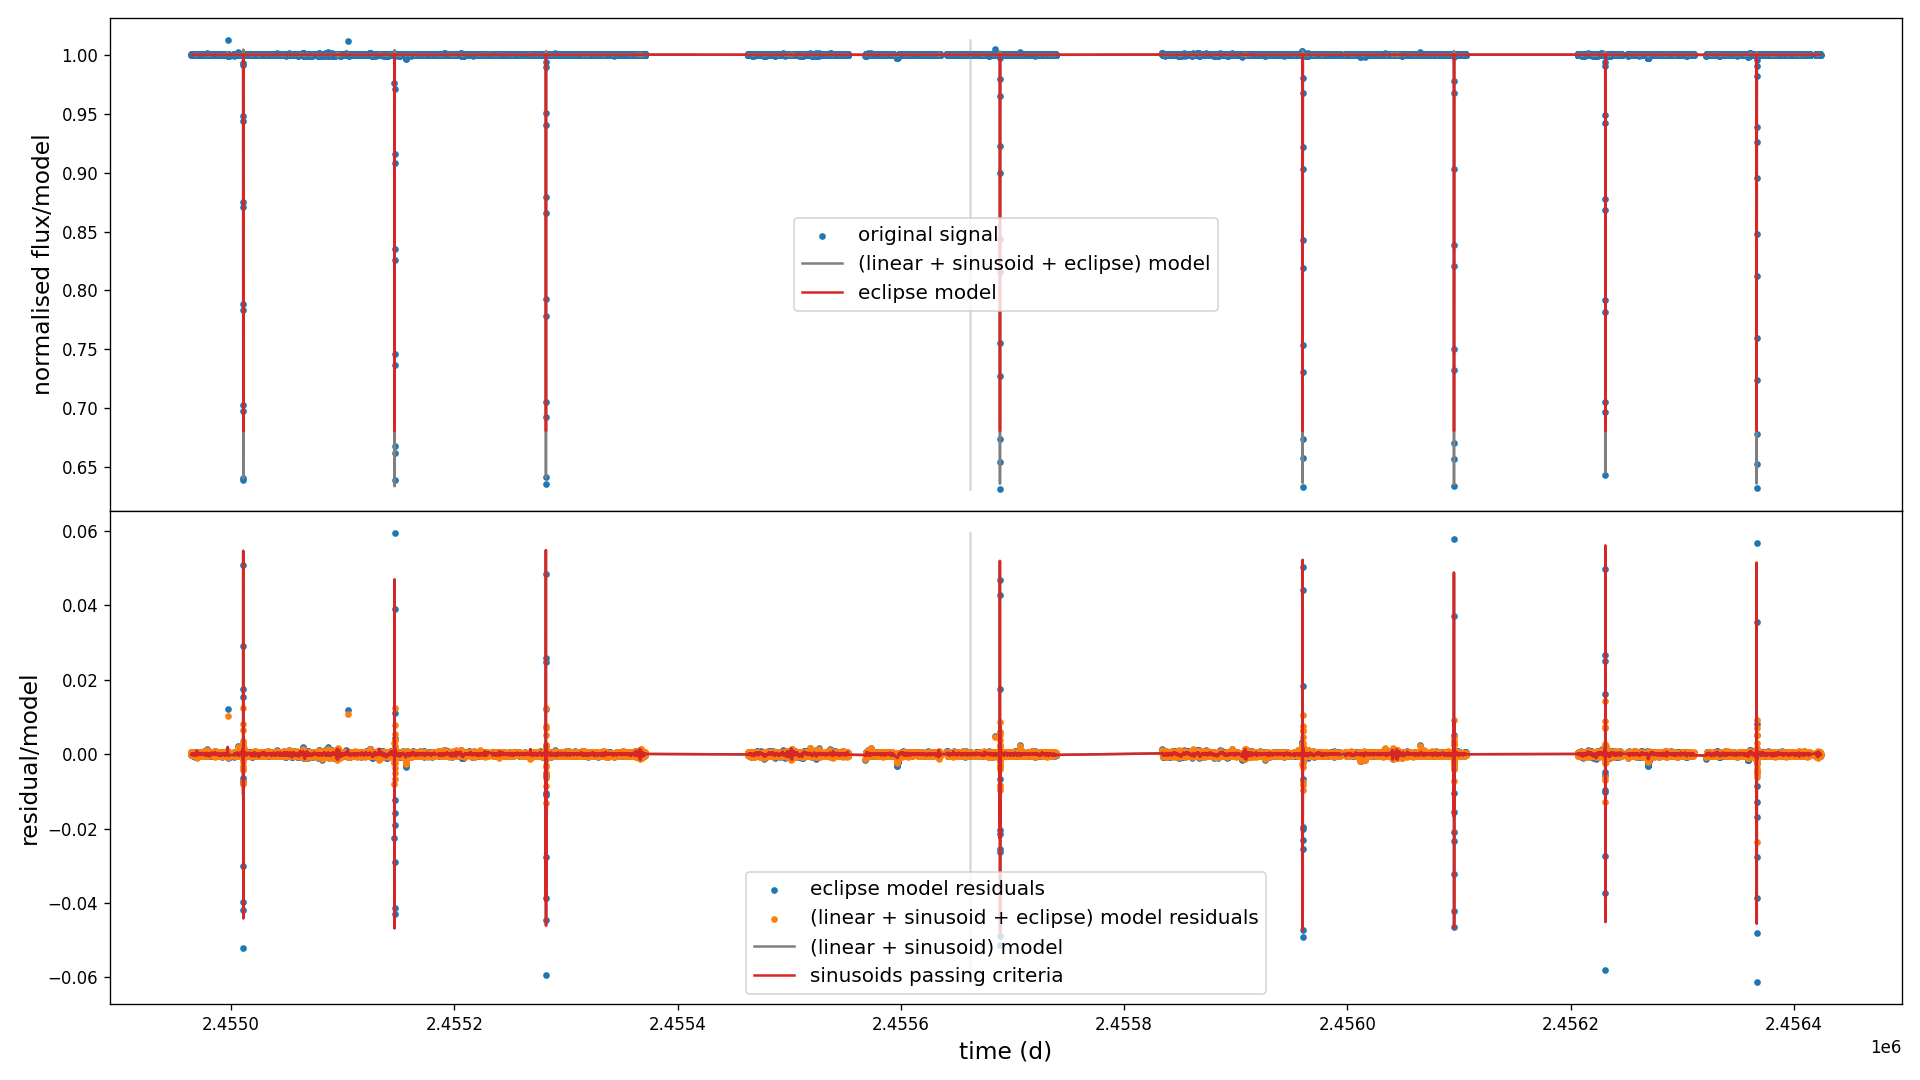 normalised flux/model
1.00
0.95
0.90
0.85
0.80
0.75
0.70
0.65
original signal
(linear + sinusoid + eclipse) model
eclipse model
residual/model
0.06
0.04
0.02
0.00
−0.02
−0.04
−0.06
eclipse model residuals
(linear + sinusoid + eclipse) model residuals
(linear + sinusoid) model
sinusoids passing criteria
2.4550 2.4552 2.4554 2.4556 2.4558 2.4560 2.4562 2.4564
1e6
time (d)